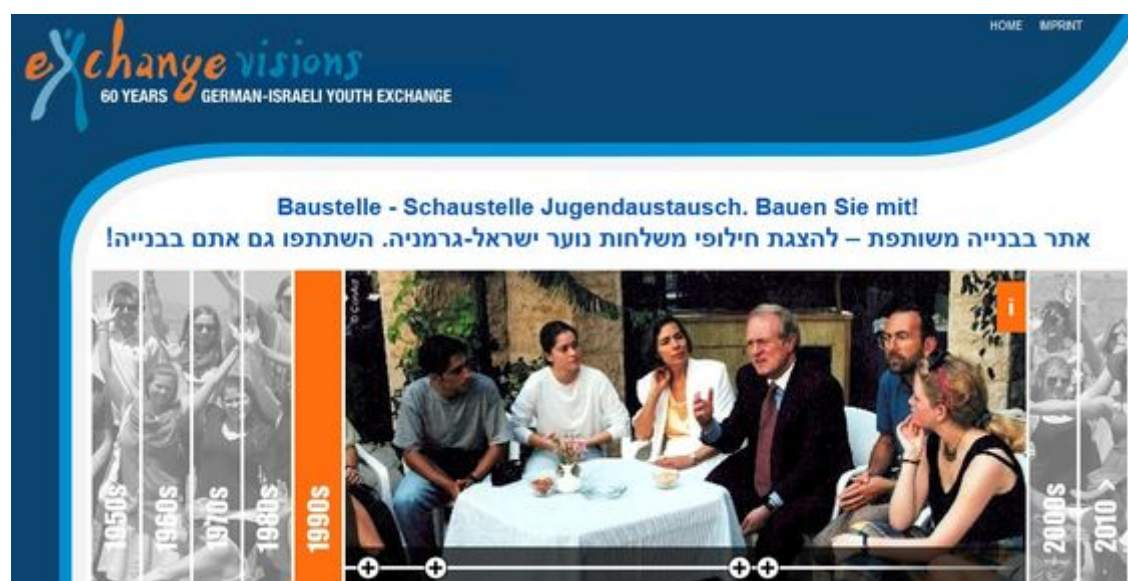 HOME IMPRINT
eXchange visions
60 YEARS GERMAN-ISRAELI YOUTH EXCHANGE
Baustelle - Schaustelle Jugendaustausch. Bauen Sie mit!
אתר בבנייה משותפת – להצגת חילופי משלחות נוער ישראל-גרמניה. השתתפו גם אתם בבנייה!
© ConAct
i
1950s
1960s
1970s
1980s
1990s
2000s
2010 >